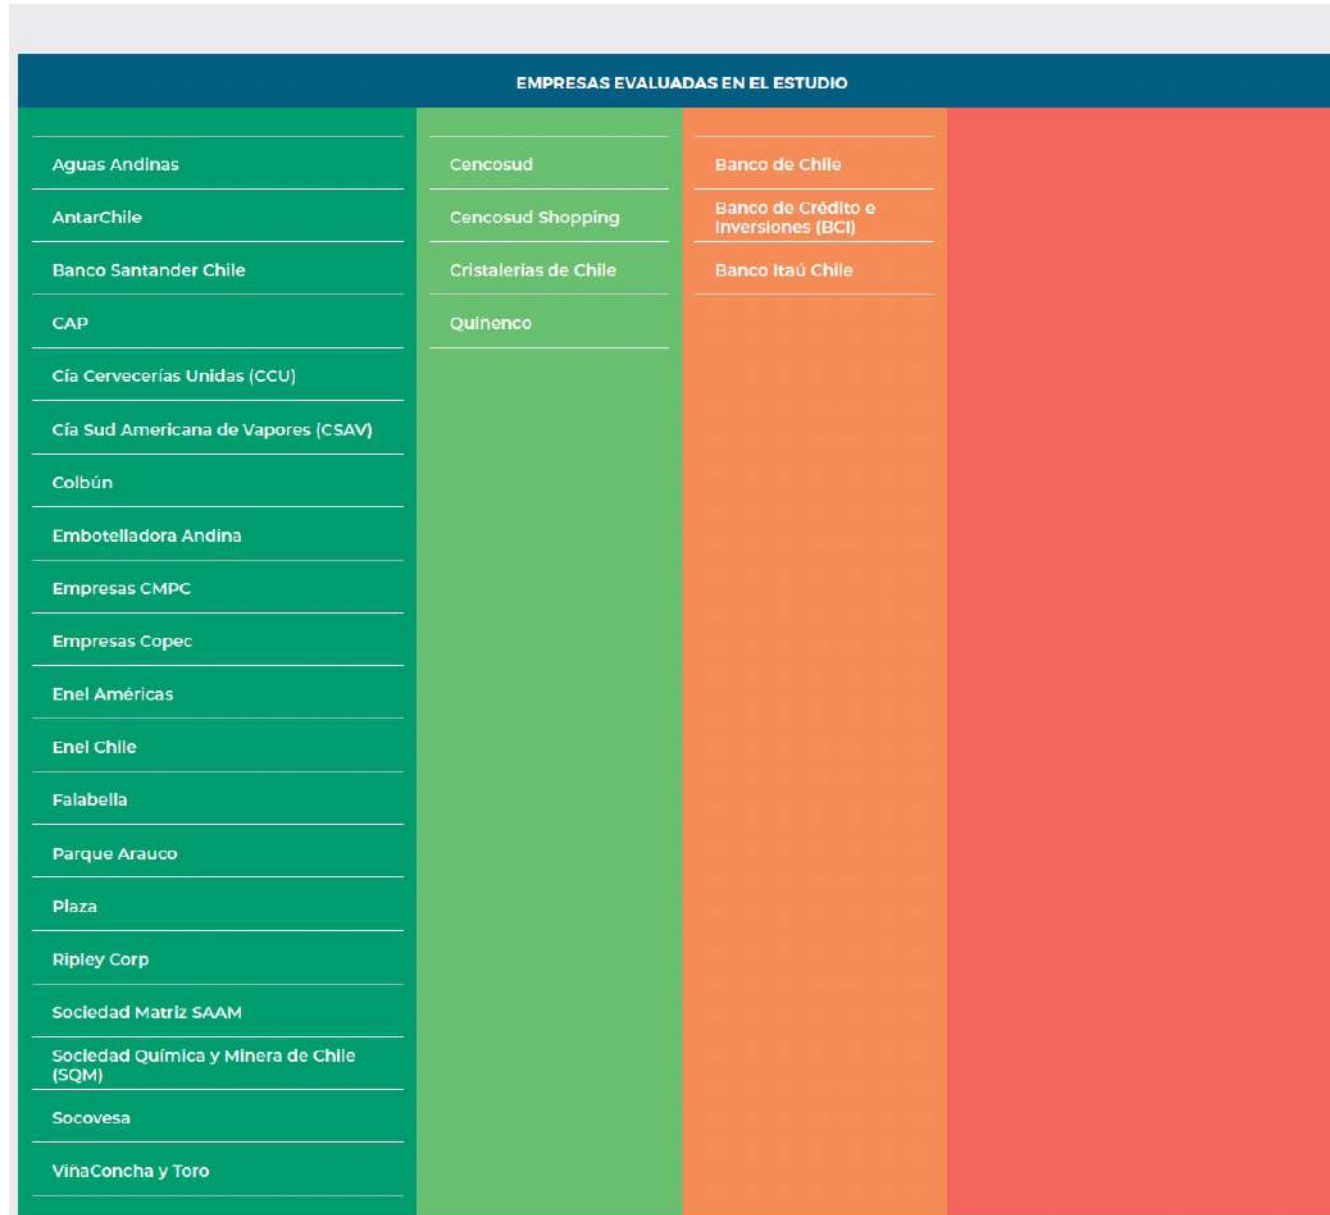 EMPRESAS EVALUADAS EN EL ESTUDIO
Aguas Andinas
AntarChile
Banco Santander Chile
CAP
Cía Cervecerías Unidas (CCU)
Cía Sud Americana de Vapores (CSAV)
Colbún
Embotelladora Andina
Empresas CMPC
Empresas Copec
Enel Américas
Enel Chile
Falabella
Parque Arauco
Plaza
Ripley Corp
Sociedad Matriz SAAM
Sociedad Química y Minera de Chile
(SQM)
Socovesa
ViñaConcha y Toro
Cencosud
Cencosud Shopping
Cristalerias de Chile
Quinenco
Banco de Chile
Banco de Crédito e
Inversiones (BCI)
Banco Itaú Chile